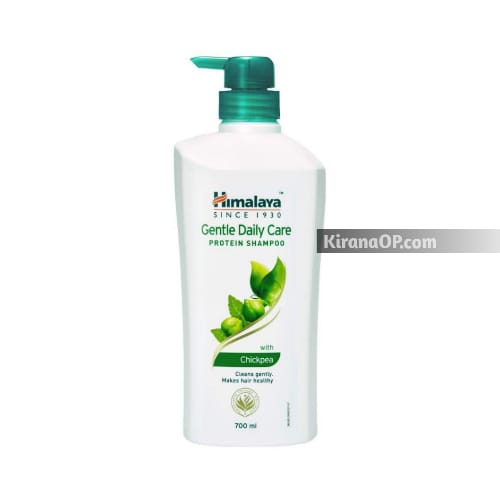 Himalaya
™
SINCE 1930
Gentle Daily Care
PROTEIN SHAMPOO
KiranaOP.com
with
Chickpea
Cleans gently.
Makes hair healthy
700 ml